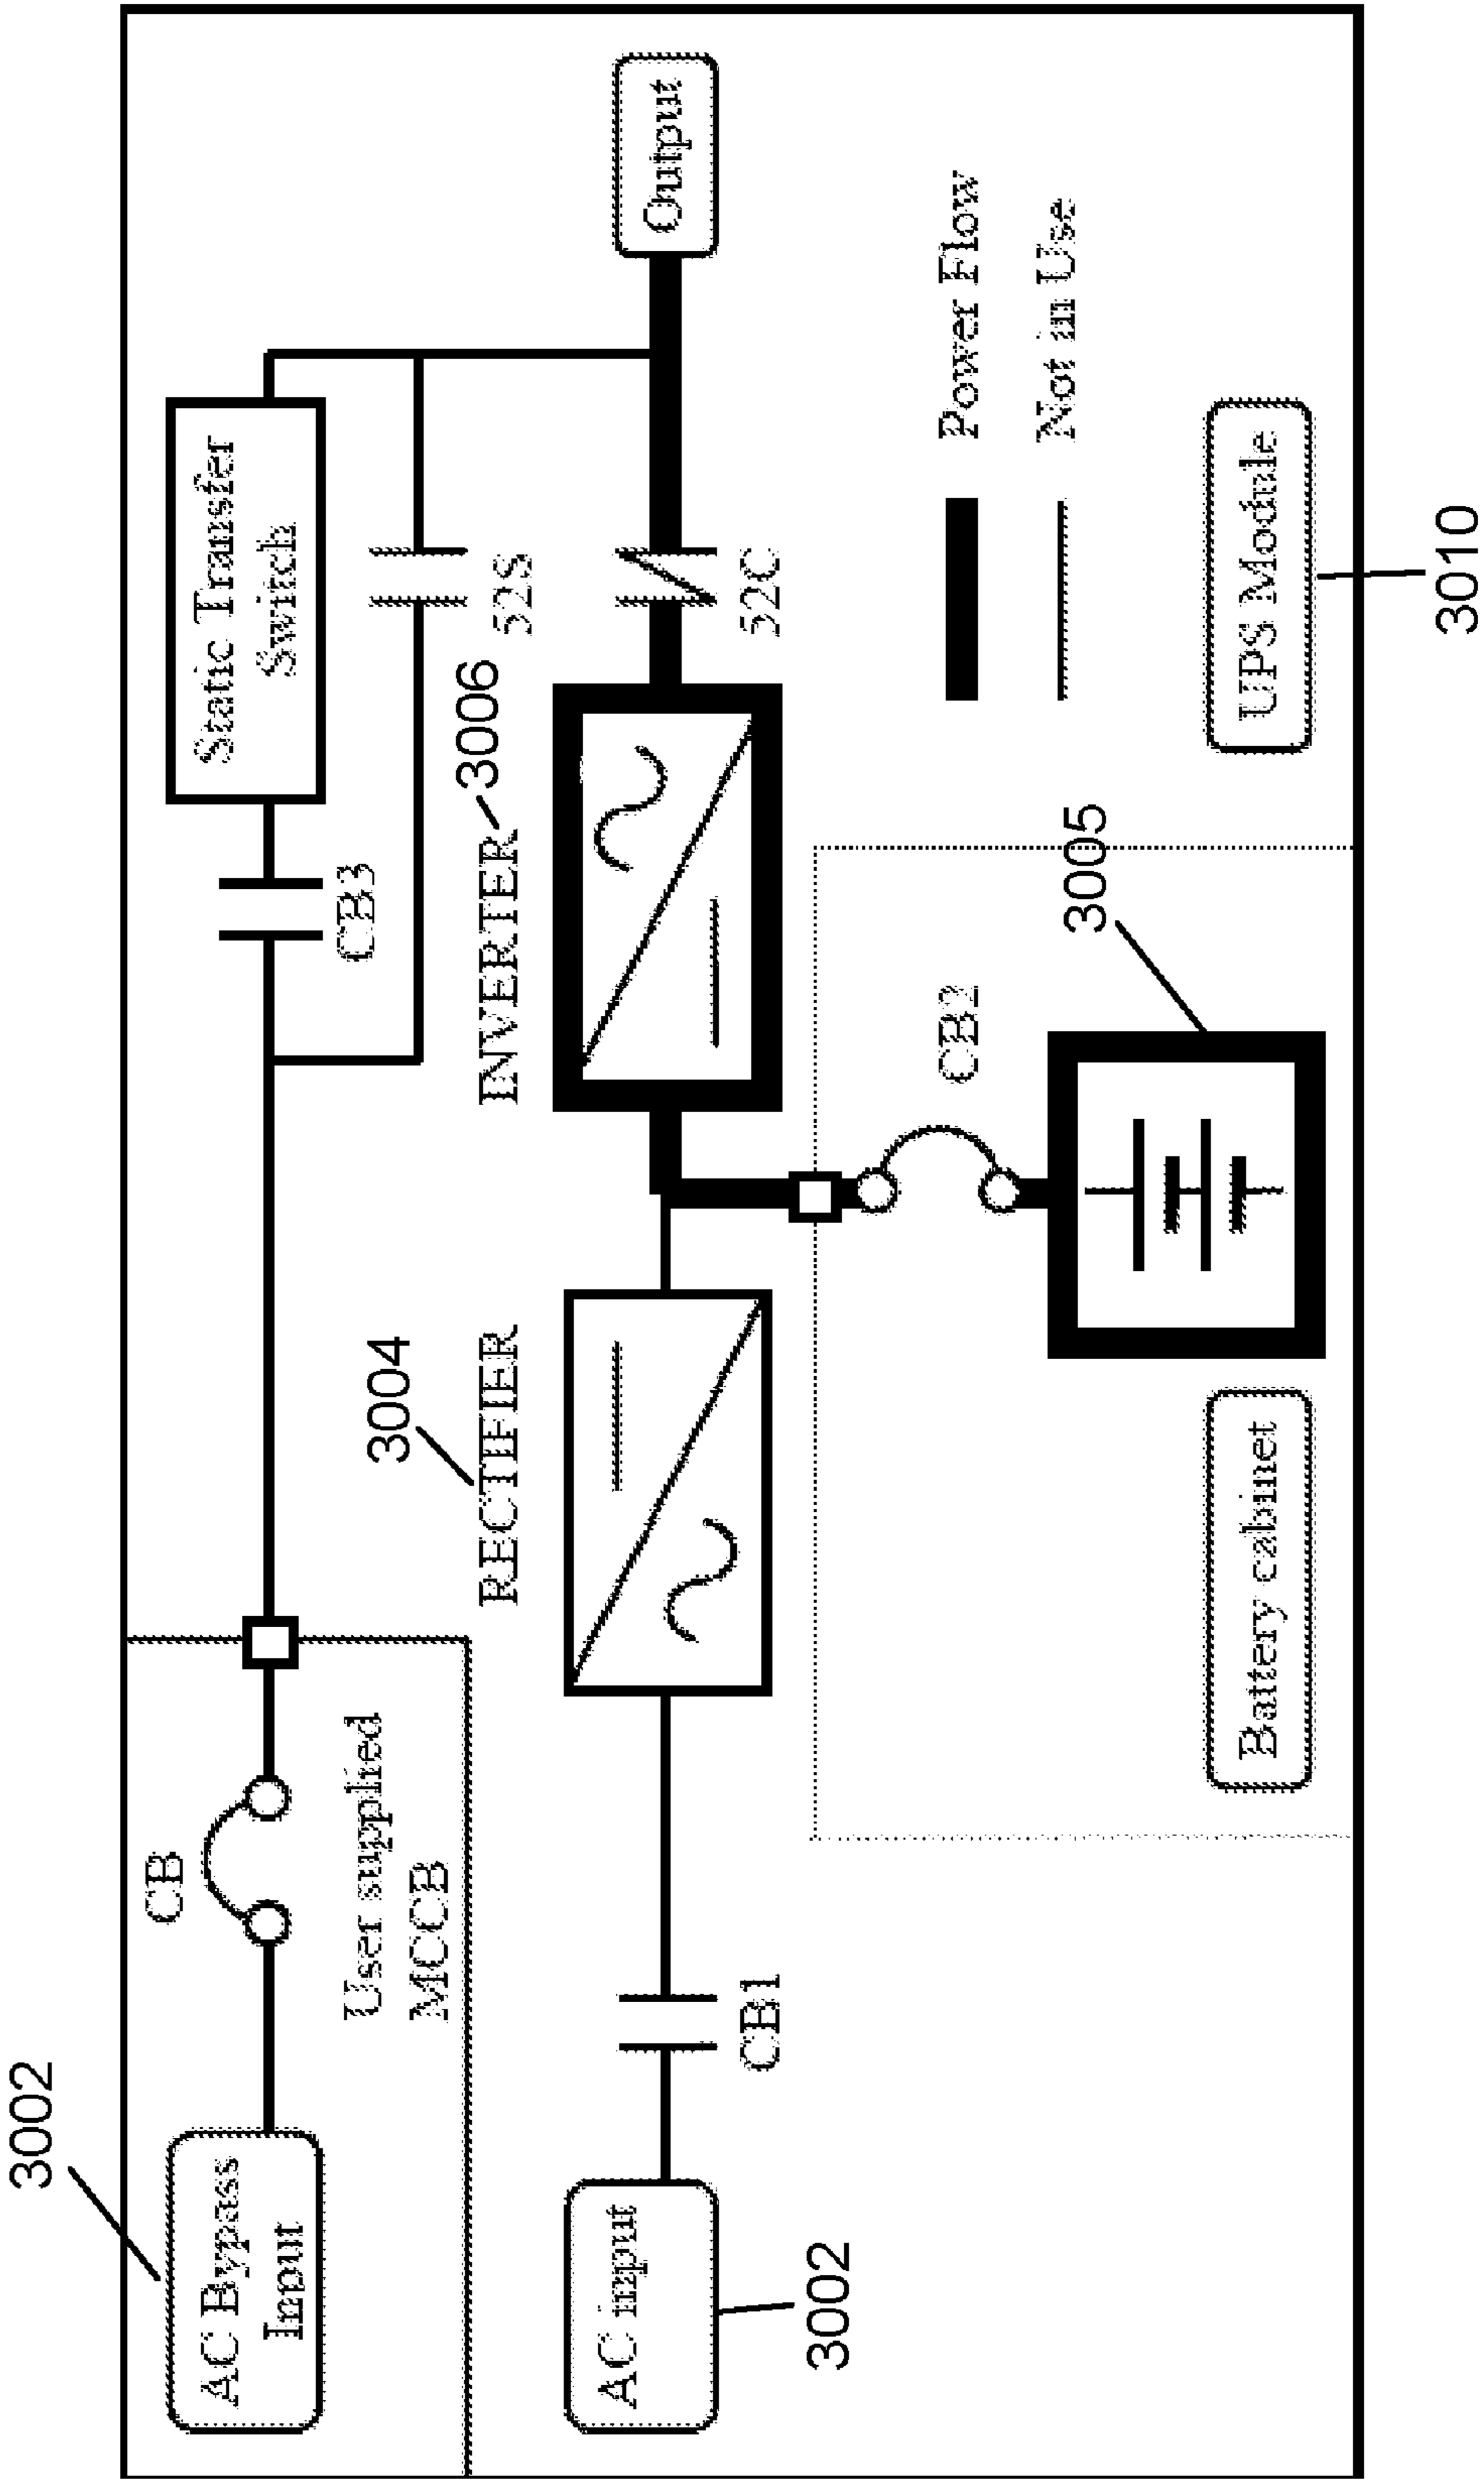 3002
AC Bypass
Input
CB
User supplied
MCCB
CB3
Static Transfer
Switch
52S
3004
RECTIFIER
INVERTER
3006
3002
AC input
CB1
52C
Output
CB2
3005
Power Flow
Not in Use
Battery cabinet
UPS Module
3010